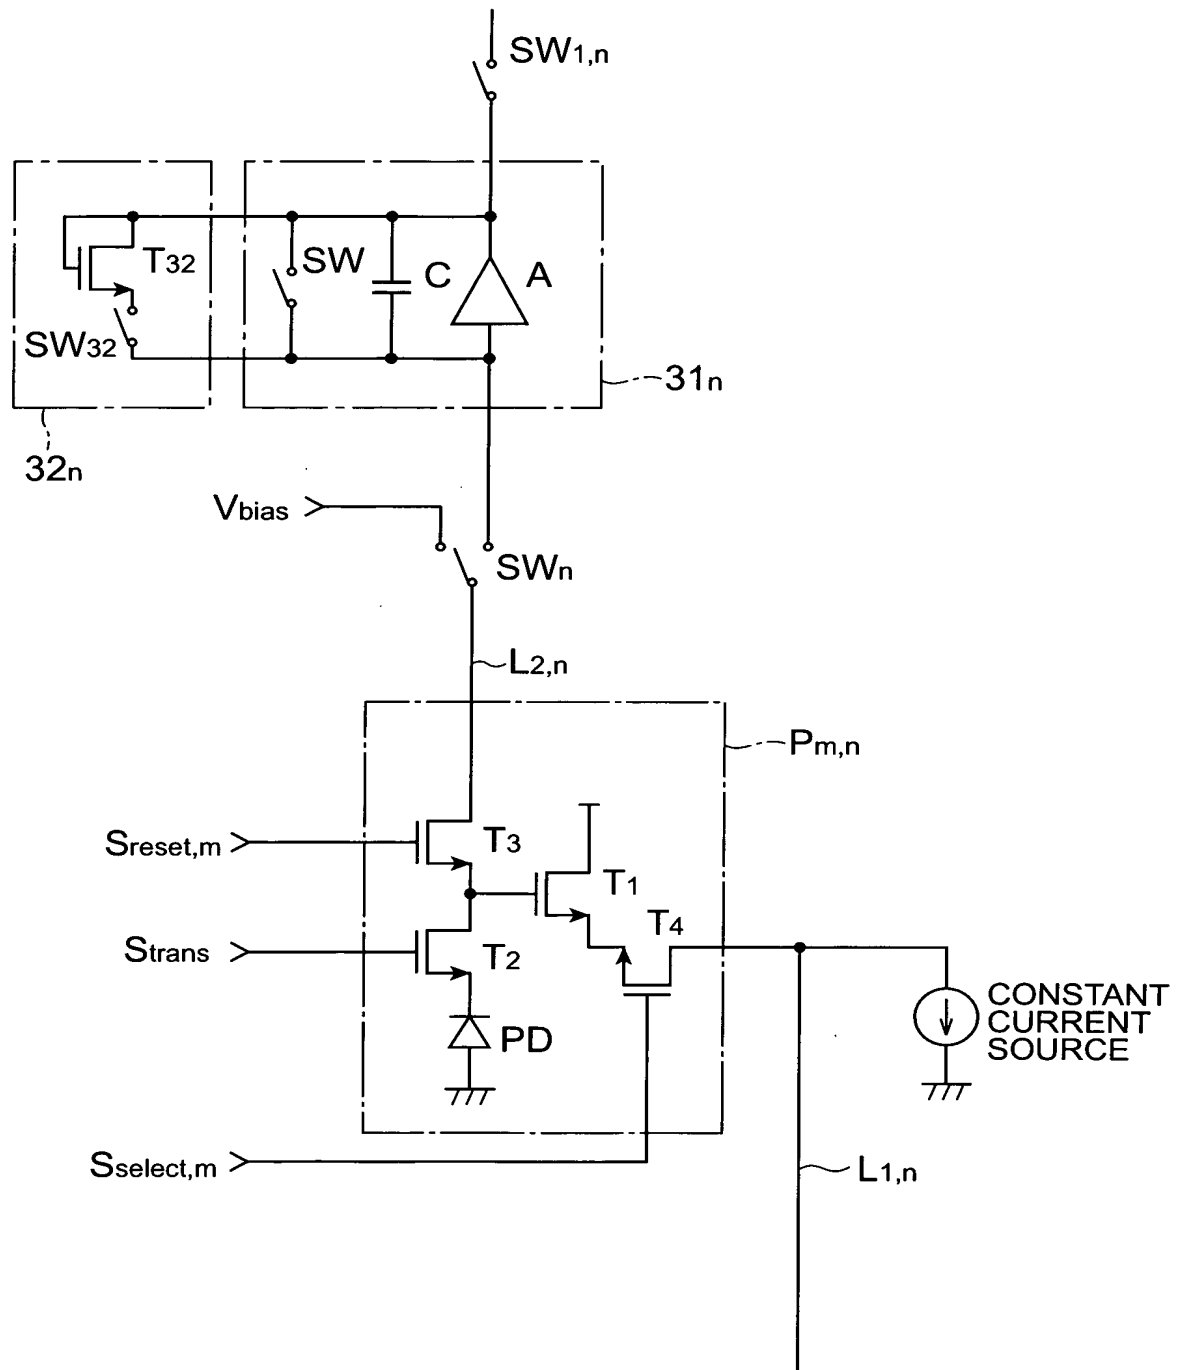 SW1,n
T32
SW
C
A
SW32
31n
32n
Vbias
SWn
L2,n
Pm,n
Sreset,m
T3
T1
T4
Strans
T2
PD
CONSTANT
CURRENT
SOURCE
Sselect,m
L1,n